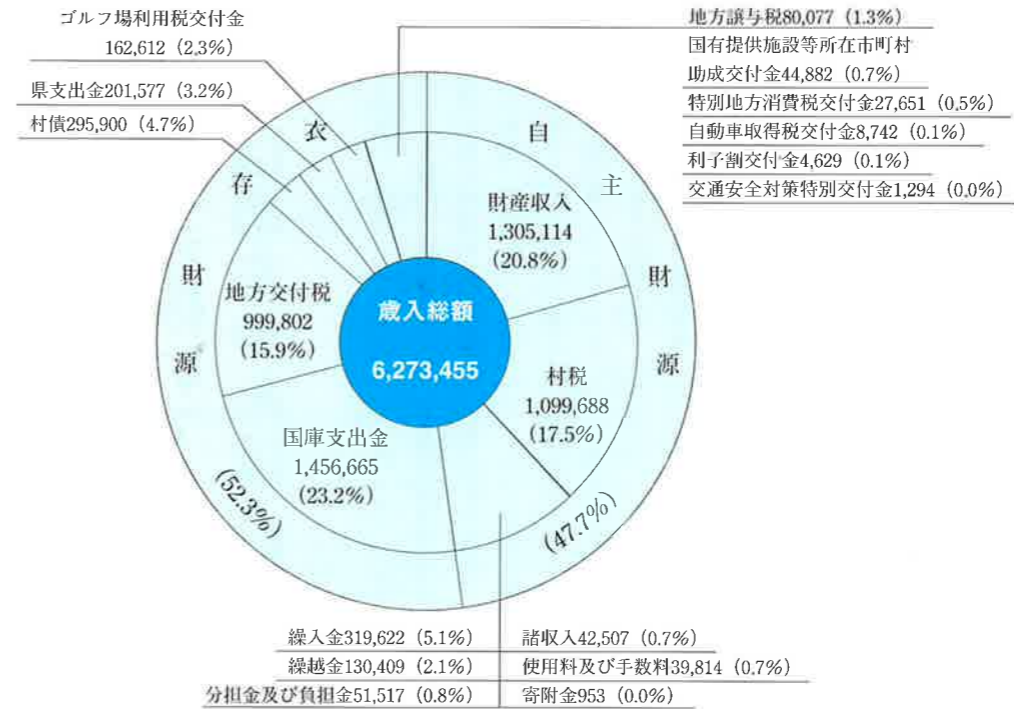 ゴルフ場利用税交付金
162,612（2.3%）
県支出金201,577（3.2%）
村債295,900（4.7%）
地方譲与税80,077（1.3%）
国有提供施設等所在市町村
助成交付金44,882（0.7%）
特別地方消費税交付金27,651（0.5%）
自動車取得税交付金8,742（0.1%）
利子割交付金4,629（0.1%）
交通安全対策特別交付金1,294（0.0%）
自主財源
(47.7%)
衣存財源
(52.3%)
財産収入
1,305,114
(20.8%)
村税
1,099,688
(17.5%)
地方交付税
999,802
(15.9%)
国庫支出金
1,456,665
(23.2%)
歳入総額
6,273,455
繰入金319,622（5.1%）
繰越金130,409（2.1%）
分担金及び負担金51,517（0.8%）
諸収入42,507（0.7%）
使用料及び手数料39,814（0.7%）
寄附金953（0.0%）